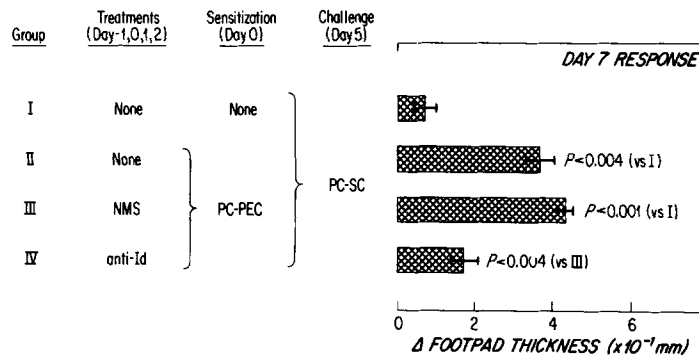 Group
Treatments
(Day-1,0,1,2)
Sensitization
(Day 0)
Challenge
(Day 5)
DAY 7 RESPONSE
I None None
II None P<0.004 (vs I)
PC-SC
III NMS PC-PEC P<0.001 (vs I)
IV anti-Id P<0.004 (vs III)
0 2 4 6
Δ FOOTPAD THICKNESS (x10⁻¹ mm)